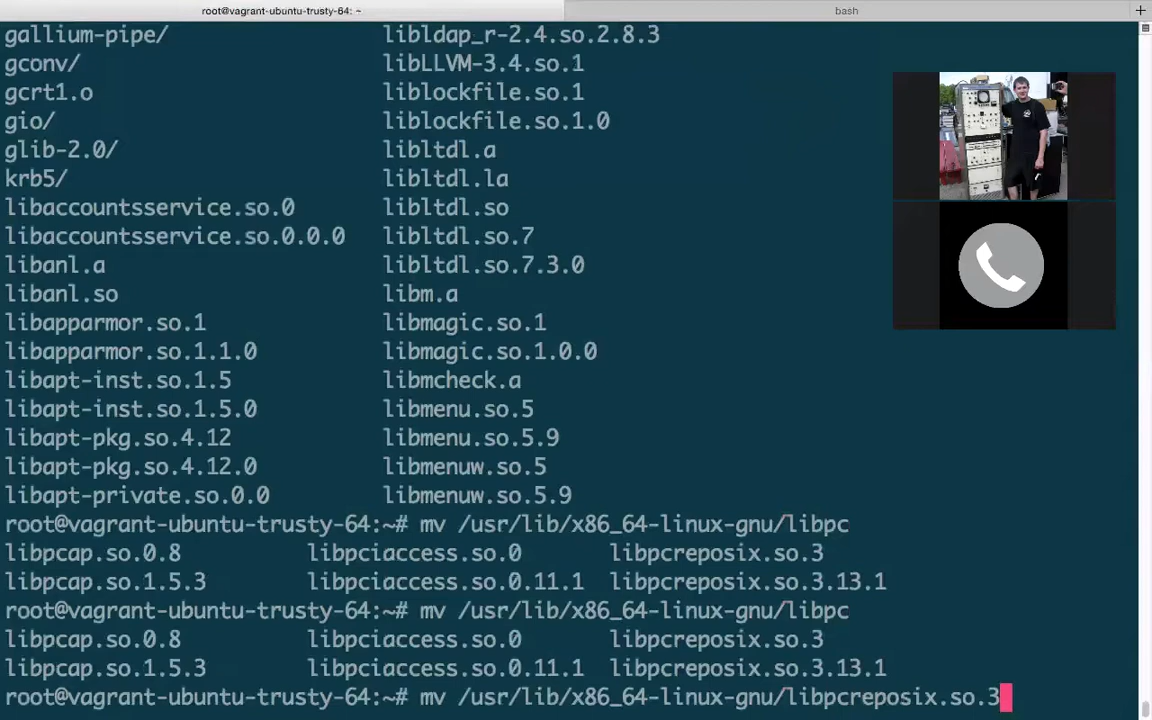 root@vagrant-ubuntu-trusty-64: ~ bash
gallium-pipe/ libldap_r-2.4.so.2.8.3
gconv/ libLLVM-3.4.so.1
gcrt1.o liblockfile.so.1
gio/ liblockfile.so.1.0
glib-2.0/ libltdl.a
krb5/ libltdl.la
libaccountsservice.so.0 libltdl.so
libaccountsservice.so.0.0.0 libltdl.so.7
libanl.a libltdl.so.7.3.0
libanl.so libm.a
libapparmor.so.1 libmagic.so.1
libapparmor.so.1.1.0 libmagic.so.1.0.0
libapt-inst.so.1.5 libmcheck.a
libapt-inst.so.1.5.0 libmenu.so.5
libapt-pkg.so.4.12 libmenu.so.5.9
libapt-pkg.so.4.12.0 libmenuw.so.5
libapt-private.so.0.0 libmenuw.so.5.9
root@vagrant-ubuntu-trusty-64:~# mv /usr/lib/x86_64-linux-gnu/libpc
libpcap.so.0.8 libpciaccess.so.0 libpcreposix.so.3
libpcap.so.1.5.3 libpciaccess.so.0.11.1 libpcreposix.so.3.13.1
root@vagrant-ubuntu-trusty-64:~# mv /usr/lib/x86_64-linux-gnu/libpc
libpcap.so.0.8 libpciaccess.so.0 libpcreposix.so.3
libpcap.so.1.5.3 libpciaccess.so.0.11.1 libpcreposix.so.3.13.1
root@vagrant-ubuntu-trusty-64:~# mv /usr/lib/x86_64-linux-gnu/libpcreposix.so.3